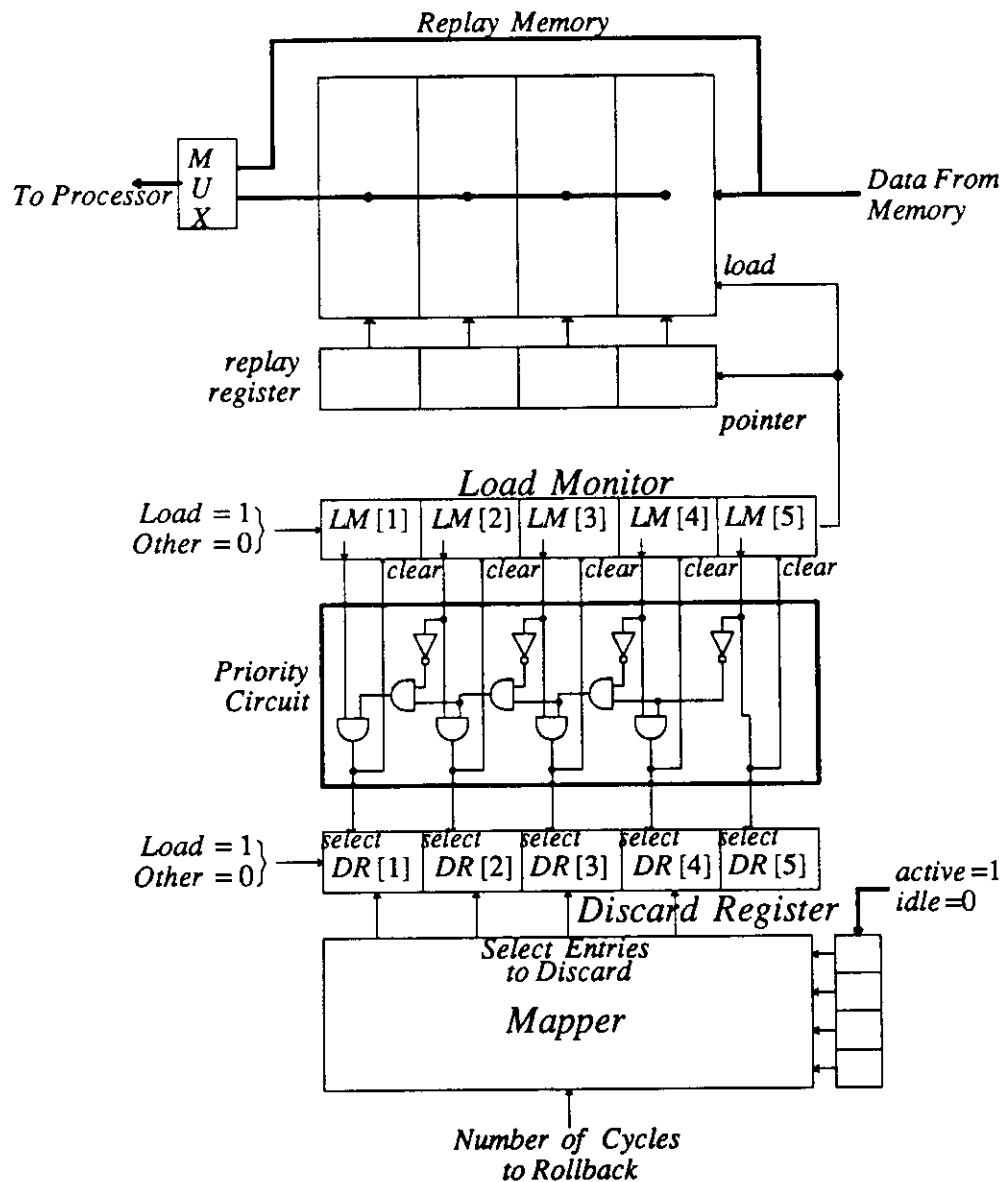 Replay Memory
M
U
X
To Processor
Data From
Memory
load
replay
register
pointer
Load Monitor
Load = 1
Other = 0
LM [1] LM [2] LM [3] LM [4] LM [5]
clear clear clear clear clear
Priority
Circuit
select select select select select
Load = 1
Other = 0
DR [1] DR [2] DR [3] DR [4] DR [5]
active=1
idle=0
Discard Register
Select Entries
to Discard
Mapper
Number of Cycles
to Rollback